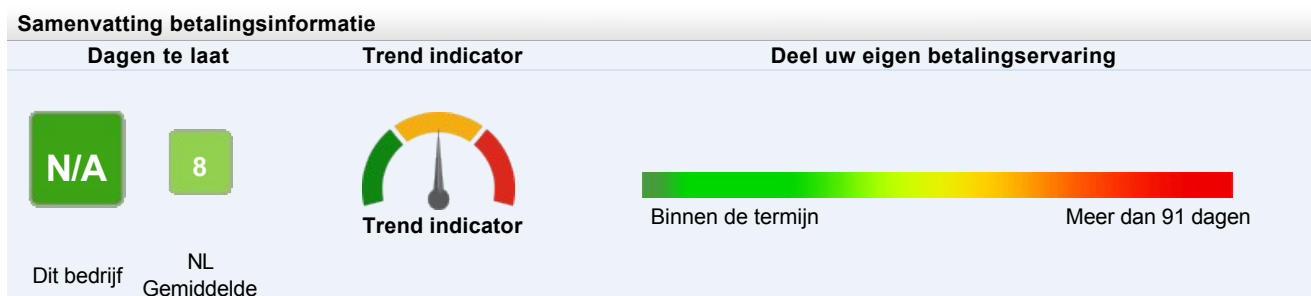 Samenvatting betalingsinformatie
Dagen te laat
Trend indicator
Deel uw eigen betalingservaring
N/A
8
Trend indicator
Binnen de termijn
Meer dan 91 dagen
Dit bedrijf
NL
Gemiddelde